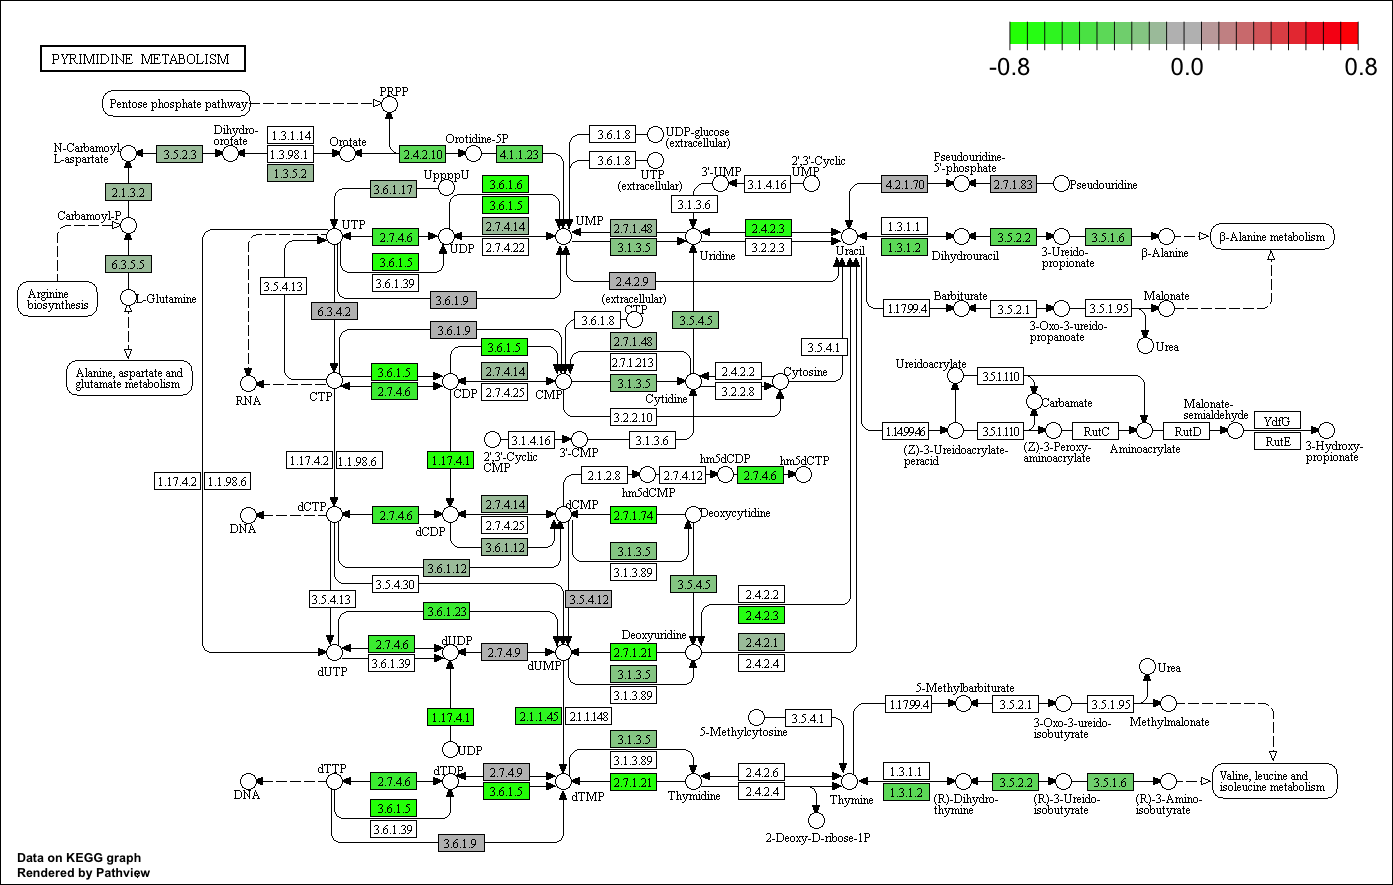 -0.8 0.0 0.8
PYRIMIDINE METABOLISM
Pentose phosphate pathway
PRPP
N-Carbamoyl-
L-aspartate
3.5.2.3
Dihydro-
orotate
1.3.1.14
1.3.98.1
1.3.5.2
Orotate
2.4.2.10
Orotidine-5P
4.1.1.23
3.6.1.8
UDP-glucose
(extracellular)
3.6.1.8
UTP
(extracellular)
2.1.3.2
Carbamoyl-P
6.3.5.5
L-Glutamine
Arginine
biosynthesis
Alanine, aspartate and
glutamate metabolism
UppppU
3.6.1.17
3.6.1.6
3.6.1.5
2.7.4.14
2.7.4.22
UTP
2.7.4.6
3.6.1.5
3.6.1.39
UDP
UMP
3.6.1.9
2.4.2.9
2.7.1.48
3.1.3.5
3'-UMP
3.1.4.16
2',3'-Cyclic
UMP
3.1.3.6
Uridine
2.4.2.3
3.2.2.3
Uracil
4.2.1.70
Pseudouridine-
5'-phosphate
2.7.1.83
Pseudouridine
1.3.1.1
1.3.1.2
Dihydrouracil
3.5.2.2
3-Ureido-
propionate
3.5.1.6
β-Alanine
β-Alanine metabolism
1.1799.4
Barbiturate
3.5.2.1
3-Oxo-3-ureido-
propanoate
3.5.1.95
Malonate
Urea
3.5.4.13
6.3.4.2
3.6.1.9
(extracellular)
CTP
3.6.1.8
3.5.4.5
RNA
CTP
3.6.1.5
2.7.4.6
CDP
3.6.1.5
2.7.4.14
2.7.4.25
CMP
2.7.1.48
2.7.1.213
3.1.3.5
3.2.2.10
Cytidine
2.4.2.2
3.2.2.8
Cytosine
3.5.4.1
2',3'-Cyclic
CMP
3.1.4.16
3'-CMP
3.1.3.6
Ureidoacrylate
3.5.1.110
Carbamate
1.14.99.46
(Z)-3-Ureidoacrylate-
peracid
3.5.1.110
(Z)-3-Peroxy-
aminoacrylate
RutC
Aminoacrylate
RutD
Malonate-
semialdehyde
YdfG
RutE
3-Hydroxy-
propionate
1.17.4.2 1.1.98.6
1.17.4.2 1.1.98.6
1.17.4.1
2.1.2.8
hm5dCMP
2.7.4.12
hm5dCDP
2.7.4.6
hm5dCTP
DNA
dCTP
2.7.4.6
dCDP
2.7.4.14
2.7.4.25
3.6.1.12
dCMP
2.7.1.74
Deoxycytidine
3.1.3.5
3.1.3.89
3.6.1.12
3.5.4.30
3.5.4.13
3.5.4.12
3.5.4.5
3.6.1.23
dUTP
2.7.4.6
3.6.1.39
dUDP
2.7.4.9
dUMP
Deoxyuridine
2.7.1.21
3.1.3.5
3.1.3.89
2.4.2.2
2.4.2.3
2.4.2.1
2.4.2.4
1.17.4.1
UDP
2.1.1.45 2.1.1.148
5-Methylcytosine
3.5.4.1
5-Methylbarbiturate
1.1799.4
3.5.2.1
3-Oxo-3-ureido-
isobutyrate
3.5.1.95
Methylmalonate
Urea
DNA
dTTP
2.7.4.6
3.6.1.5
3.6.1.39
dTDP
2.7.4.9
3.6.1.5
3.6.1.9
dTMP
3.1.3.5
3.1.3.89
2.7.1.21
Thymidine
2.4.2.6
2.4.2.4
2-Deoxy-D-ribose-1P
Thymine
1.3.1.1
1.3.1.2
(R)-Dihydro-
thymine
3.5.2.2
(R)-3-Ureido-
isobutyrate
3.5.1.6
(R)-3-Amino-
isobutyrate
Valine, leucine and
isoleucine metabolism
Data on KEGG graph
Rendered by Pathview